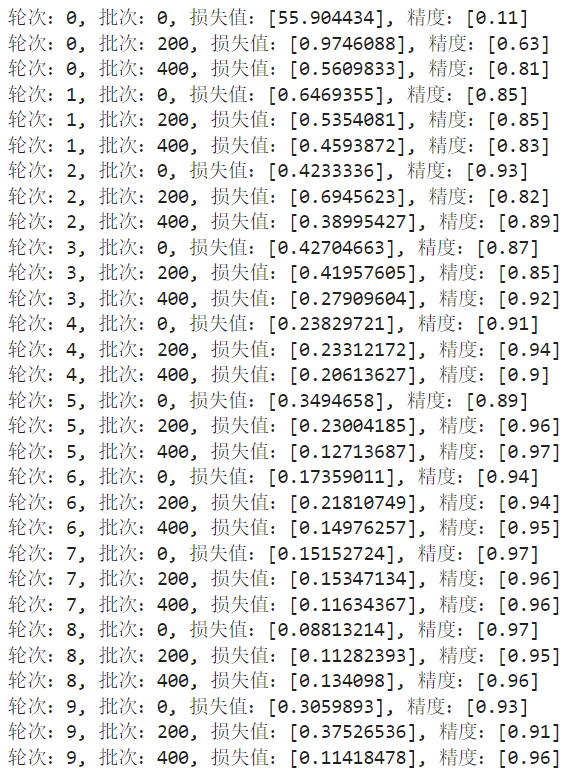 轮次：0, 批次：0, 损失值：[55.904434], 精度：[0.11]
轮次：0, 批次：200, 损失值：[0.9746088], 精度：[0.63]
轮次：0, 批次：400, 损失值：[0.5609833], 精度：[0.81]
轮次：1, 批次：0, 损失值：[0.6469355], 精度：[0.85]
轮次：1, 批次：200, 损失值：[0.5354081], 精度：[0.85]
轮次：1, 批次：400, 损失值：[0.4593872], 精度：[0.83]
轮次：2, 批次：0, 损失值：[0.4233336], 精度：[0.93]
轮次：2, 批次：200, 损失值：[0.6945623], 精度：[0.82]
轮次：2, 批次：400, 损失值：[0.38995427], 精度：[0.89]
轮次：3, 批次：0, 损失值：[0.42704663], 精度：[0.87]
轮次：3, 批次：200, 损失值：[0.41957605], 精度：[0.85]
轮次：3, 批次：400, 损失值：[0.27909604], 精度：[0.92]
轮次：4, 批次：0, 损失值：[0.23829721], 精度：[0.91]
轮次：4, 批次：200, 损失值：[0.23312172], 精度：[0.94]
轮次：4, 批次：400, 损失值：[0.20613627], 精度：[0.9]
轮次：5, 批次：0, 损失值：[0.3494658], 精度：[0.89]
轮次：5, 批次：200, 损失值：[0.23004185], 精度：[0.96]
轮次：5, 批次：400, 损失值：[0.12713687], 精度：[0.97]
轮次：6, 批次：0, 损失值：[0.17359011], 精度：[0.94]
轮次：6, 批次：200, 损失值：[0.21810749], 精度：[0.94]
轮次：6, 批次：400, 损失值：[0.14976257], 精度：[0.95]
轮次：7, 批次：0, 损失值：[0.15152724], 精度：[0.97]
轮次：7, 批次：200, 损失值：[0.15347134], 精度：[0.96]
轮次：7, 批次：400, 损失值：[0.11634367], 精度：[0.96]
轮次：8, 批次：0, 损失值：[0.08813214], 精度：[0.97]
轮次：8, 批次：200, 损失值：[0.11282393], 精度：[0.95]
轮次：8, 批次：400, 损失值：[0.134098], 精度：[0.96]
轮次：9, 批次：0, 损失值：[0.3059893], 精度：[0.93]
轮次：9, 批次：200, 损失值：[0.37526536], 精度：[0.91]
轮次：9, 批次：400, 损失值：[0.11418478], 精度：[0.96]